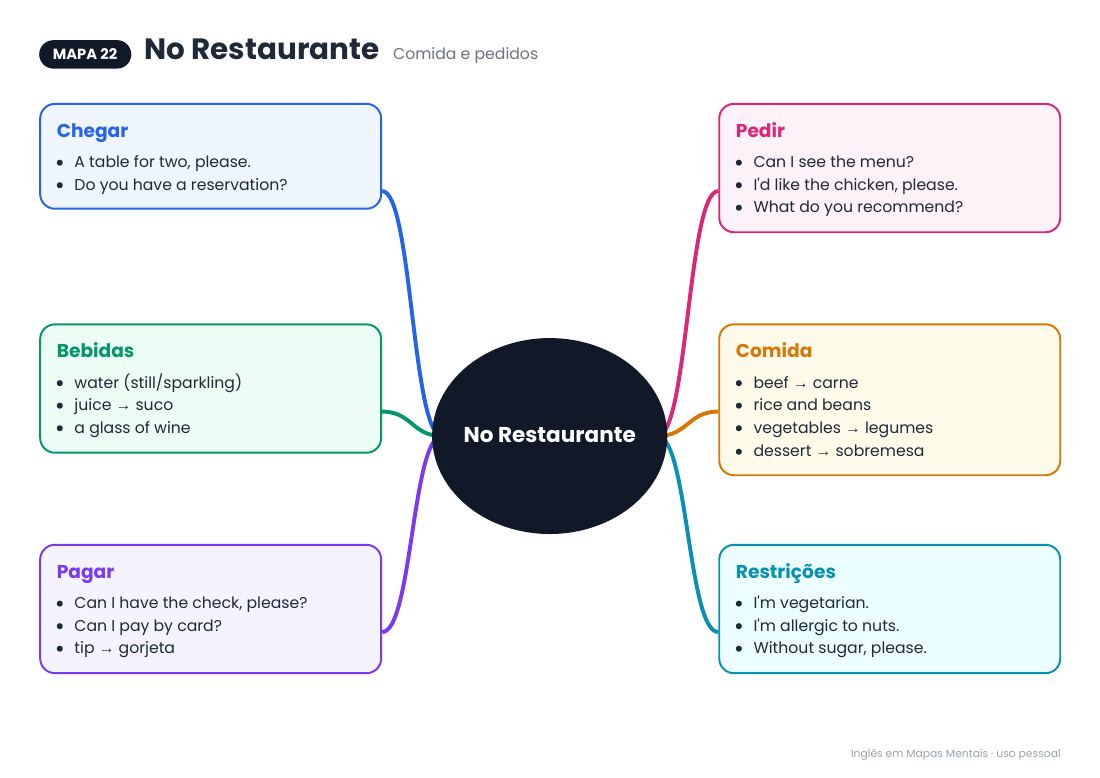 MAPA 22 No Restaurante Comida e pedidos
Chegar
• A table for two, please.
• Do you have a reservation?
Pedir
• Can I see the menu?
• I'd like the chicken, please.
• What do you recommend?
Bebidas
• water (still/sparkling)
• juice → suco
• a glass of wine
No Restaurante
Comida
• beef → carne
• rice and beans
• vegetables → legumes
• dessert → sobremesa
Pagar
• Can I have the check, please?
• Can I pay by card?
• tip → gorjeta
Restrições
• I'm vegetarian.
• I'm allergic to nuts.
• Without sugar, please.
Inglês em Mapas Mentais · uso pessoal